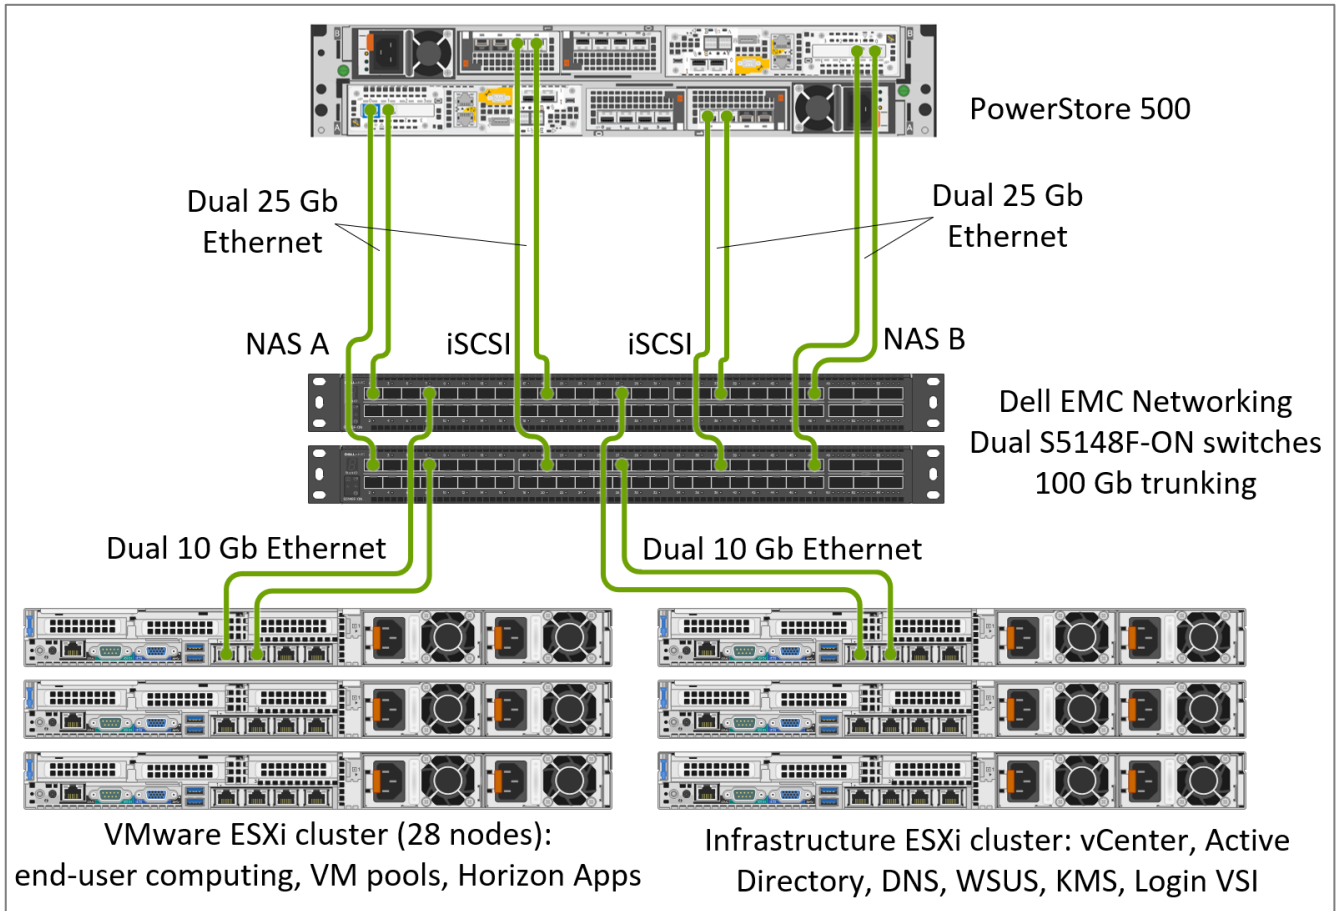 PowerStore 500
Dual 25 Gb
Ethernet
Dual 25 Gb
Ethernet
NAS A
iSCSI
iSCSI
NAS B
Dell EMC Networking
Dual S5148F-ON switches
100 Gb trunking
Dual 10 Gb Ethernet
Dual 10 Gb Ethernet
VMware ESXi cluster (28 nodes):
end-user computing, VM pools, Horizon Apps
Infrastructure ESXi cluster: vCenter, Active
Directory, DNS, WSUS, KMS, Login VSI